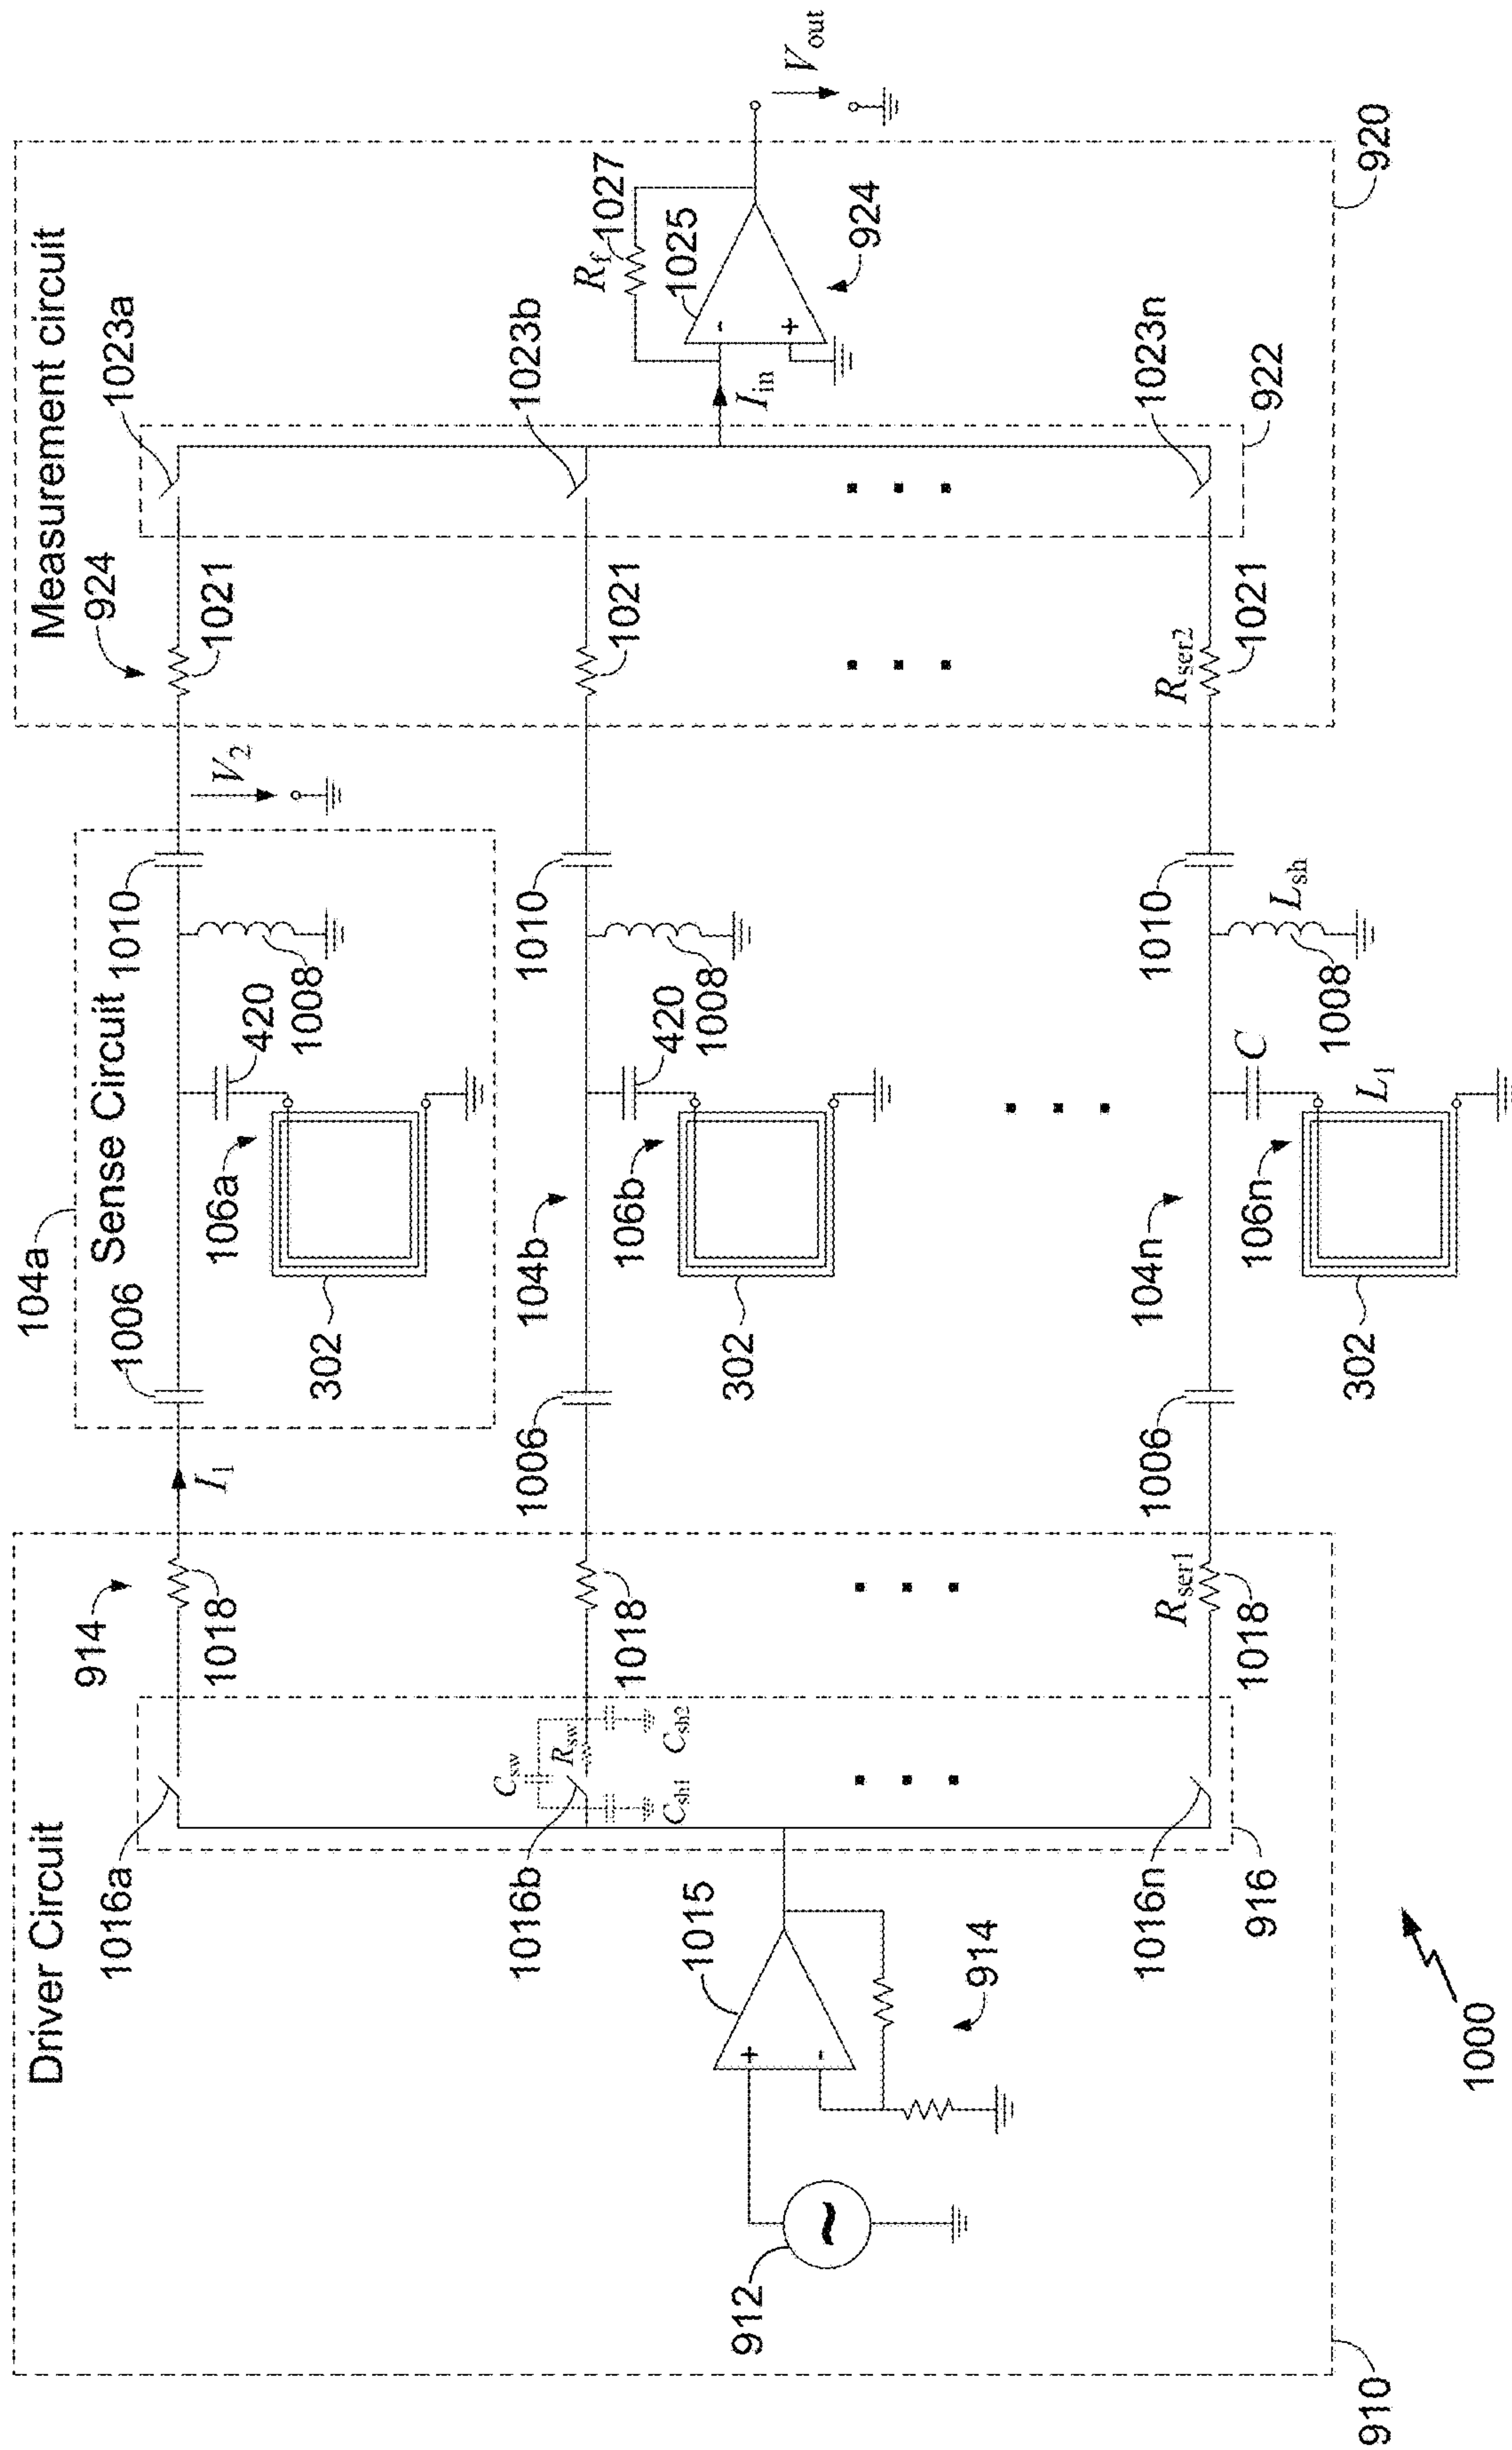 Driver Circuit
Measurement circuit
104a
Sense Circuit
914
924
1016a
1018
I₁
1006
1010
V₂
1021
1023a
106a
420
1008
302
1016b
C_sw
R_sw
C_sh1
C_sh2
1018
1006
104b
1010
1021
1023b
106b
420
1008
302
912
+
-
~
1015
914
I_in
-
+
1025
R_f
1027
924
V_out
1016n
916
R_ser1
1018
1006
104n
1010
R_ser2
1021
1023n
922
106n
C
L₁
L_sh
1008
302
910
920
1000